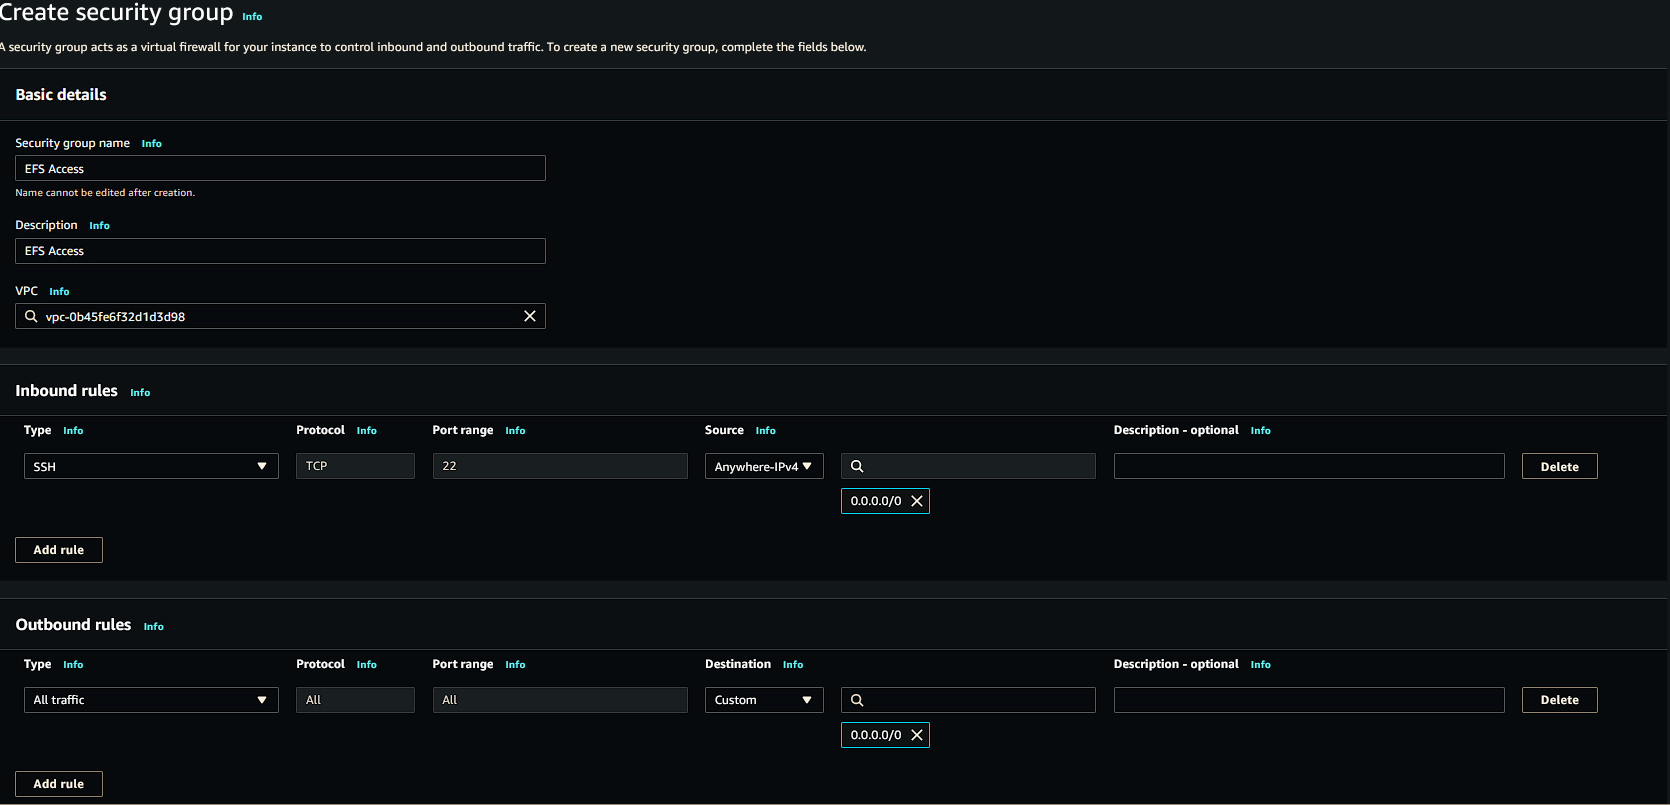 Create security group Info
A security group acts as a virtual firewall for your instance to control inbound and outbound traffic. To create a new security group, complete the fields below.
Basic details
Security group name Info
EFS Access
Name cannot be edited after creation.
Description Info
EFS Access
VPC Info
vpc-0b45fe6f32d1d3d98
Inbound rules Info
Type Info Protocol Info Port range Info Source Info Description - optional Info
SSH TCP 22 Anywhere-IPv4 Delete
0.0.0.0/0
Add rule
Outbound rules Info
Type Info Protocol Info Port range Info Destination Info Description - optional Info
All traffic All All Custom Delete
0.0.0.0/0
Add rule